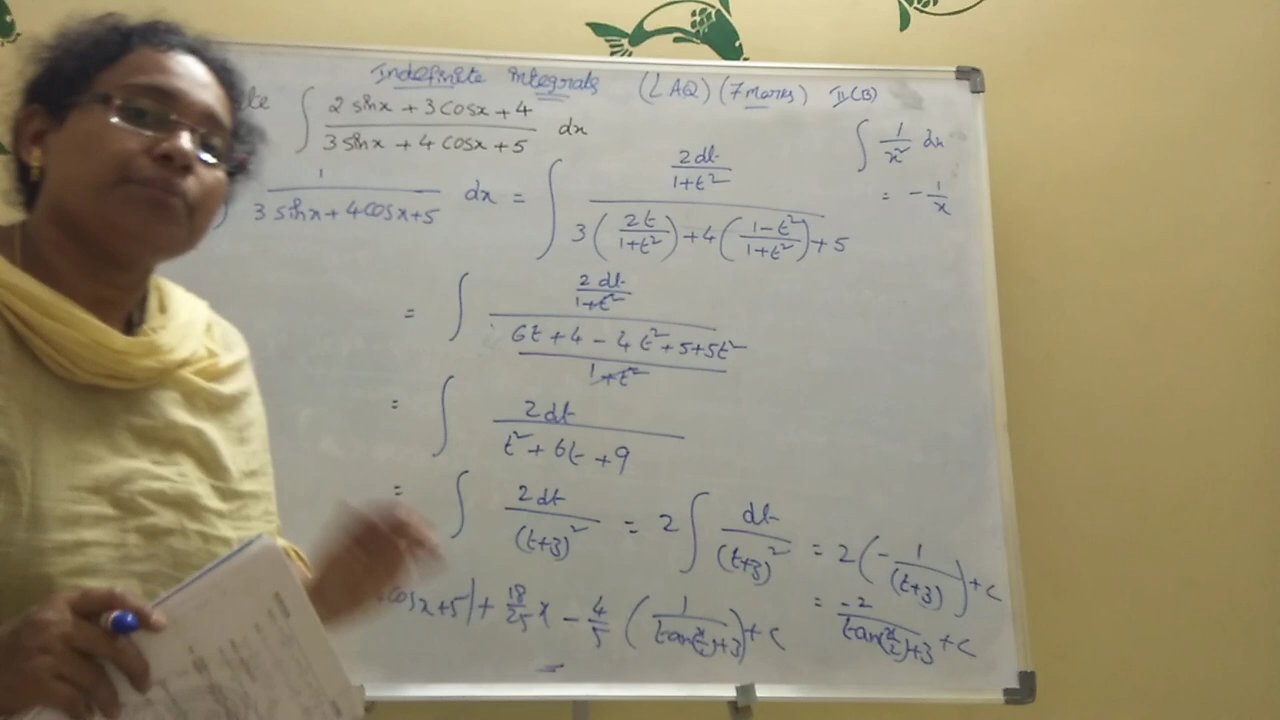 Indefinite integrals (LAQ) (7 marks) II(B)
∫ (2 sinx + 3 cosx + 4)/(3 sinx + 4 cosx + 5) dx
∫ 1/x² dx
= -1/x
1/(3 sinx + 4 cosx + 5) dx = ∫ (2dt/(1+t²))/(3(2t/(1+t²)) + 4((1-t²)/(1+t²)) + 5)
= ∫ (2dt/(1+t²))/((6t + 4 - 4t² + 5 + 5t²)/(1+t²))
= ∫ 2dt/(t² + 6t + 9)
= ∫ 2dt/(t+3)² = 2 ∫ dt/(t+3)² = 2(-1/(t+3)) + c
cosx + 5| + 18/25 x - 4/5 (1/(tan(x/2)+3)) + c
= -2/(tan(x/2)+3) + c